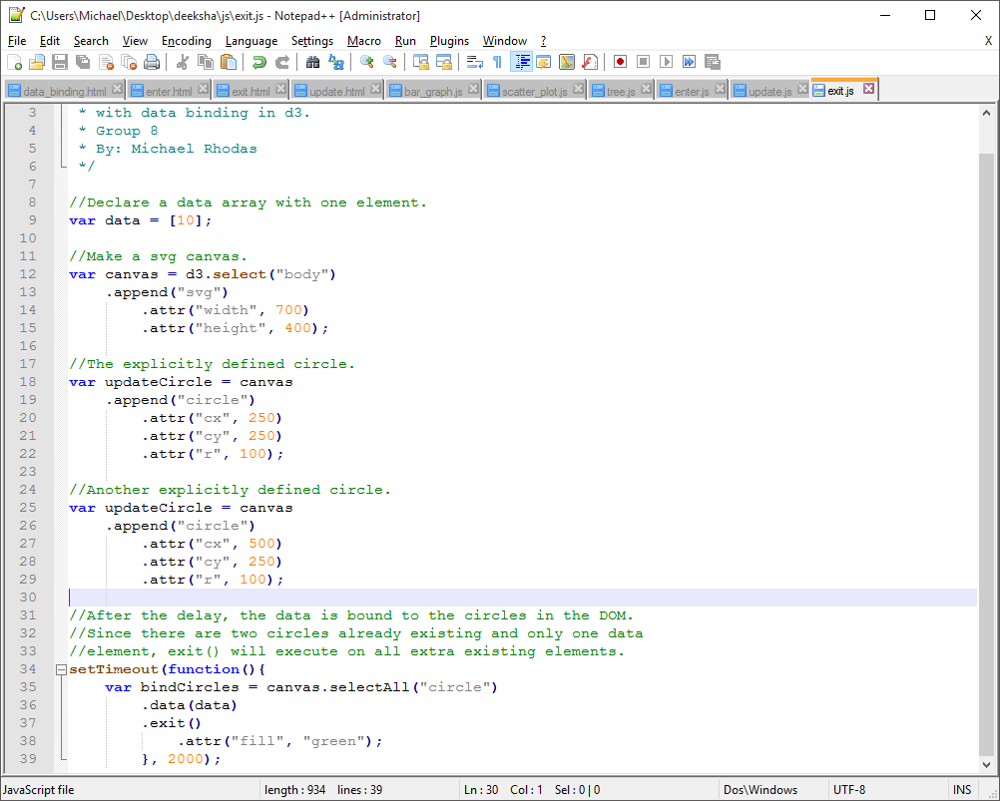 C:\Users\Michael\Desktop\deeksha\js\exit.js - Notepad++ [Administrator]
File Edit Search View Encoding Language Settings Macro Run Plugins Window ? X
data_binding.html enter.html exit.html update.html bar_graph.js scatter_plot.js tree.js enter.js update.js exit.js
3 * with data binding in d3.
4 * Group 8
5 * By: Michael Rhodas
6 */
7
8 //Declare a data array with one element.
9 var data = [10];
10
11 //Make a svg canvas.
12 var canvas = d3.select("body")
13 .append("svg")
14 .attr("width", 700)
15 .attr("height", 400);
16
17 //The explicitly defined circle.
18 var updateCircle = canvas
19 .append("circle")
20 .attr("cx", 250)
21 .attr("cy", 250)
22 .attr("r", 100);
23
24 //Another explicitly defined circle.
25 var updateCircle = canvas
26 .append("circle")
27 .attr("cx", 500)
28 .attr("cy", 250)
29 .attr("r", 100);
30
31 //After the delay, the data is bound to the circles in the DOM.
32 //Since there are two circles already existing and only one data
33 //element, exit() will execute on all extra existing elements.
34 setTimeout(function(){
35 var bindCircles = canvas.selectAll("circle")
36 .data(data)
37 .exit()
38 .attr("fill", "green");
39 }, 2000);
JavaScript file length : 934 lines : 39 Ln : 30 Col : 1 Sel : 0 | 0 Dos\Windows UTF-8 INS